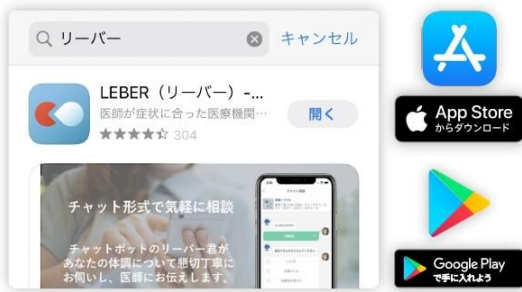 リーバー
キャンセル
LEBER（リーバー）-...
医師が症状に合った医療機関…
開く
★★★★☆ 304
チャット形式で気軽に相談
チャットボットのリーバー君が
あなたの体調について懇切丁寧に
お伺いし、医師にお伝えします。
App Store
からダウンロード
Google Play
で手に入れよう